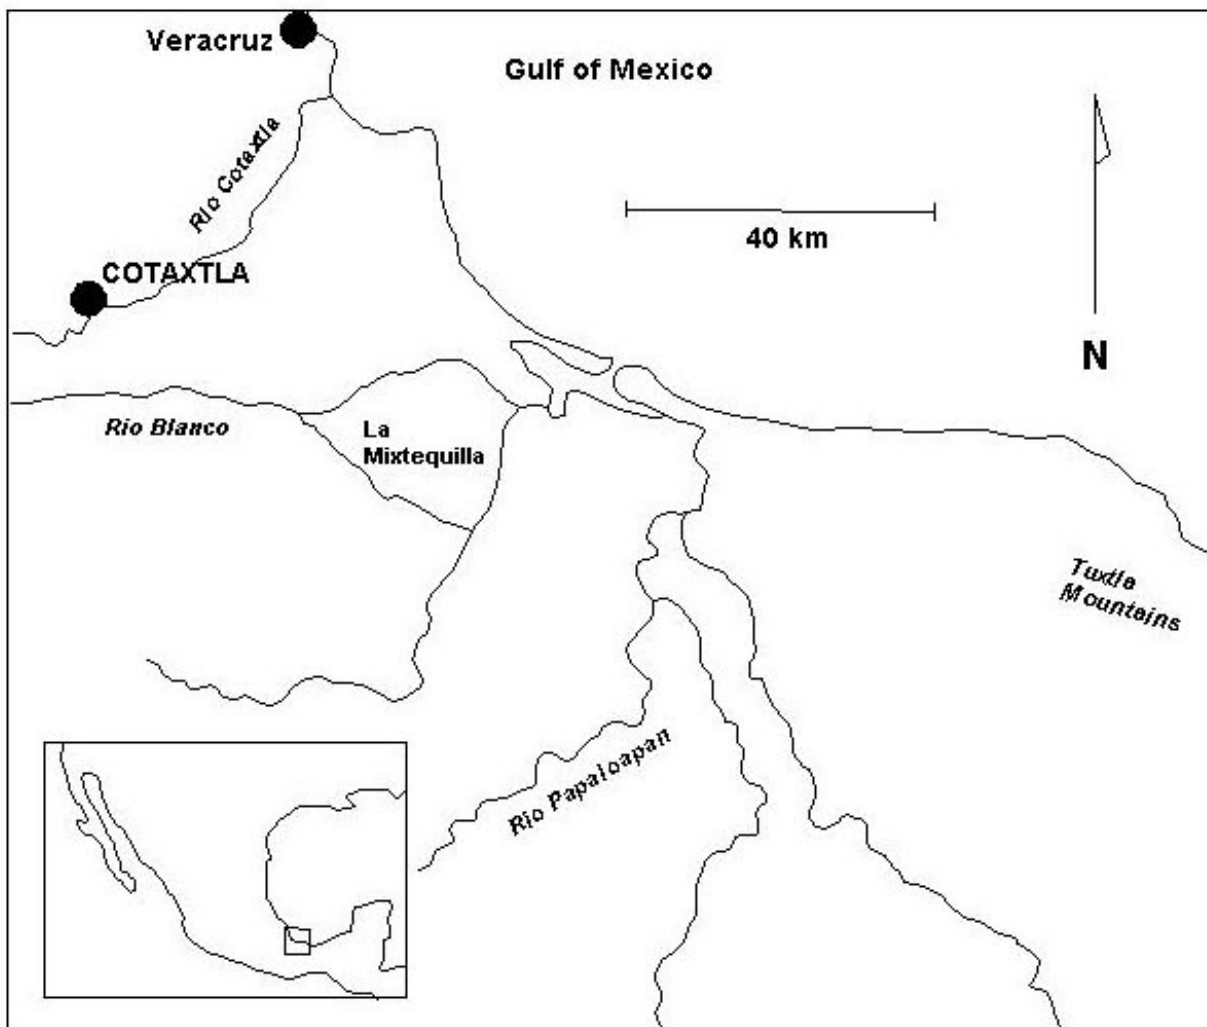 Veracruz
Gulf of Mexico
Rio Cotaxtla
40 km
COTAXTLA
N
Rio Blanco
La
Mixtequilla
Tuxtla
Mountains
Rio Papaloapan